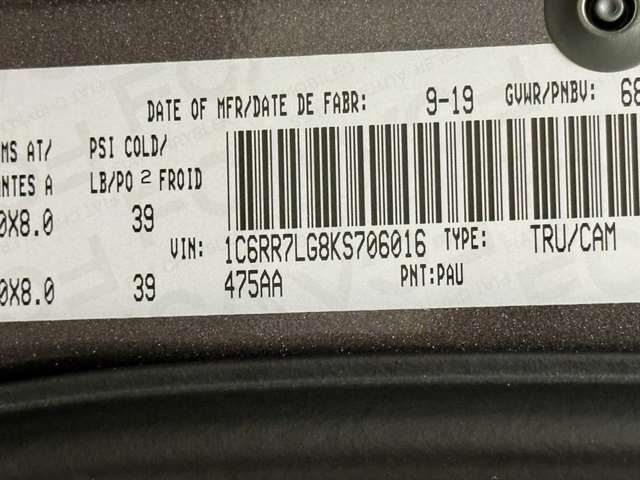 DATE OF MFR/DATE DE FABR: 9-19 GVWR/PNBV: 68
MS AT/ PSI COLD/
NTES A LB/PO 2 FROID
0X8.0 39
VIN: 1C6RR7LG8KS706016 TYPE: TRU/CAM
0X8.0 39 475AA PNT:PAU